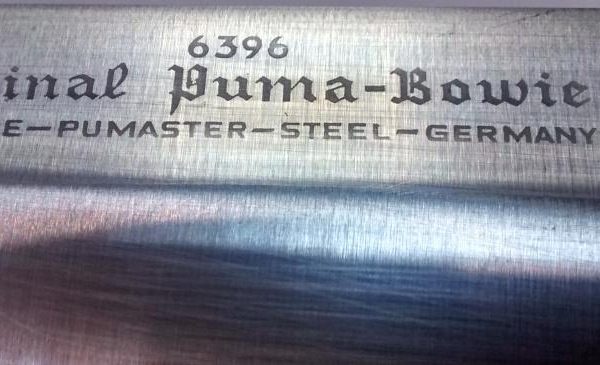 6396
inal Puma-Bowie
E-PUMASTER-STEEL-GERMANY